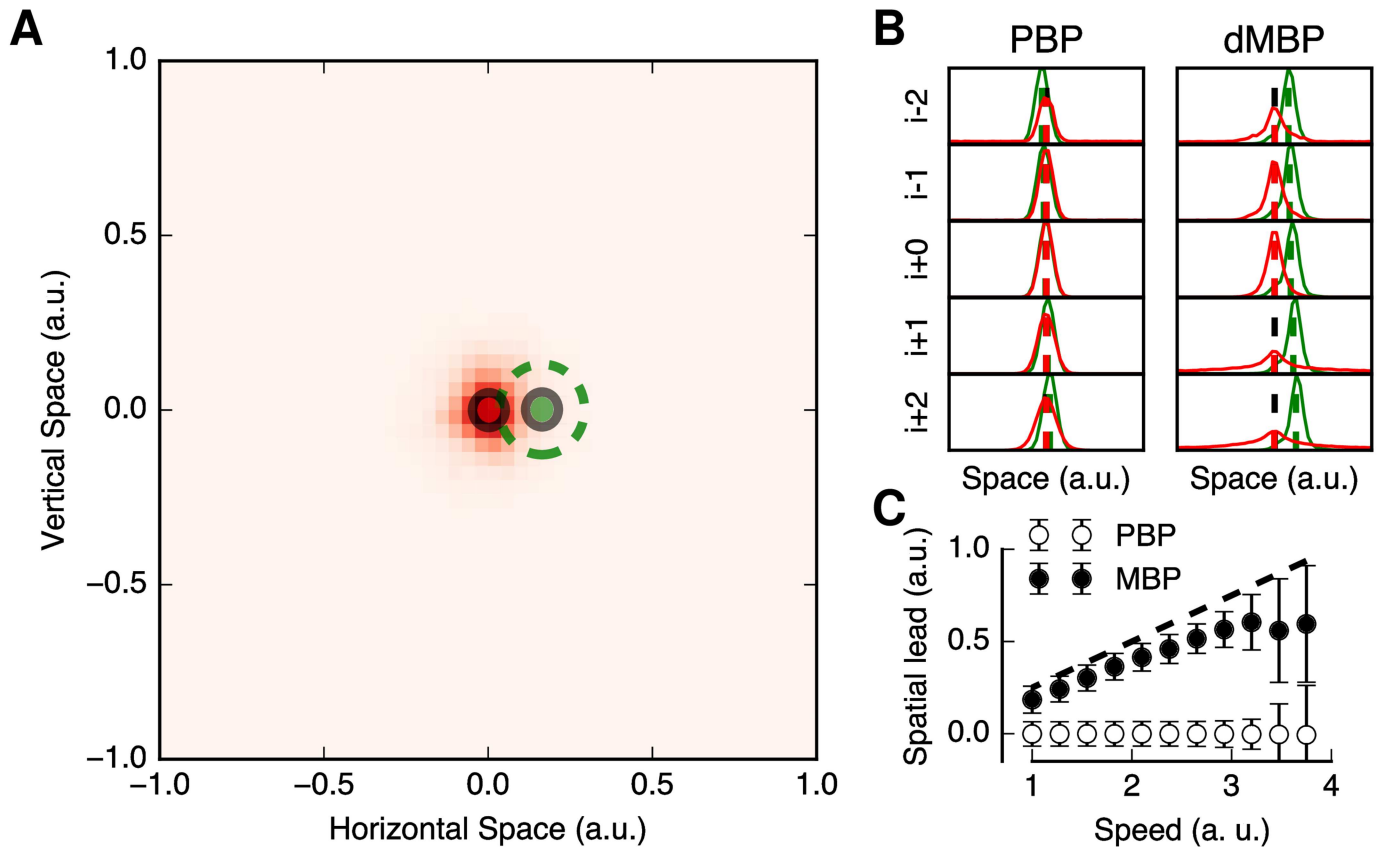 A
1.0
0.5
0.0
−0.5
−1.0
−1.0
−0.5
0.0
0.5
1.0
Vertical Space (a.u.)
Horizontal Space (a.u.)
B
PBP
dMBP
i-2
i-1
i+0
i+1
i+2
Space (a.u.)
Space (a.u.)
C
PBP
MBP
1.0
0.5
0.0
Spatial lead (a.u.)
1
2
3
4
Speed (a. u.)